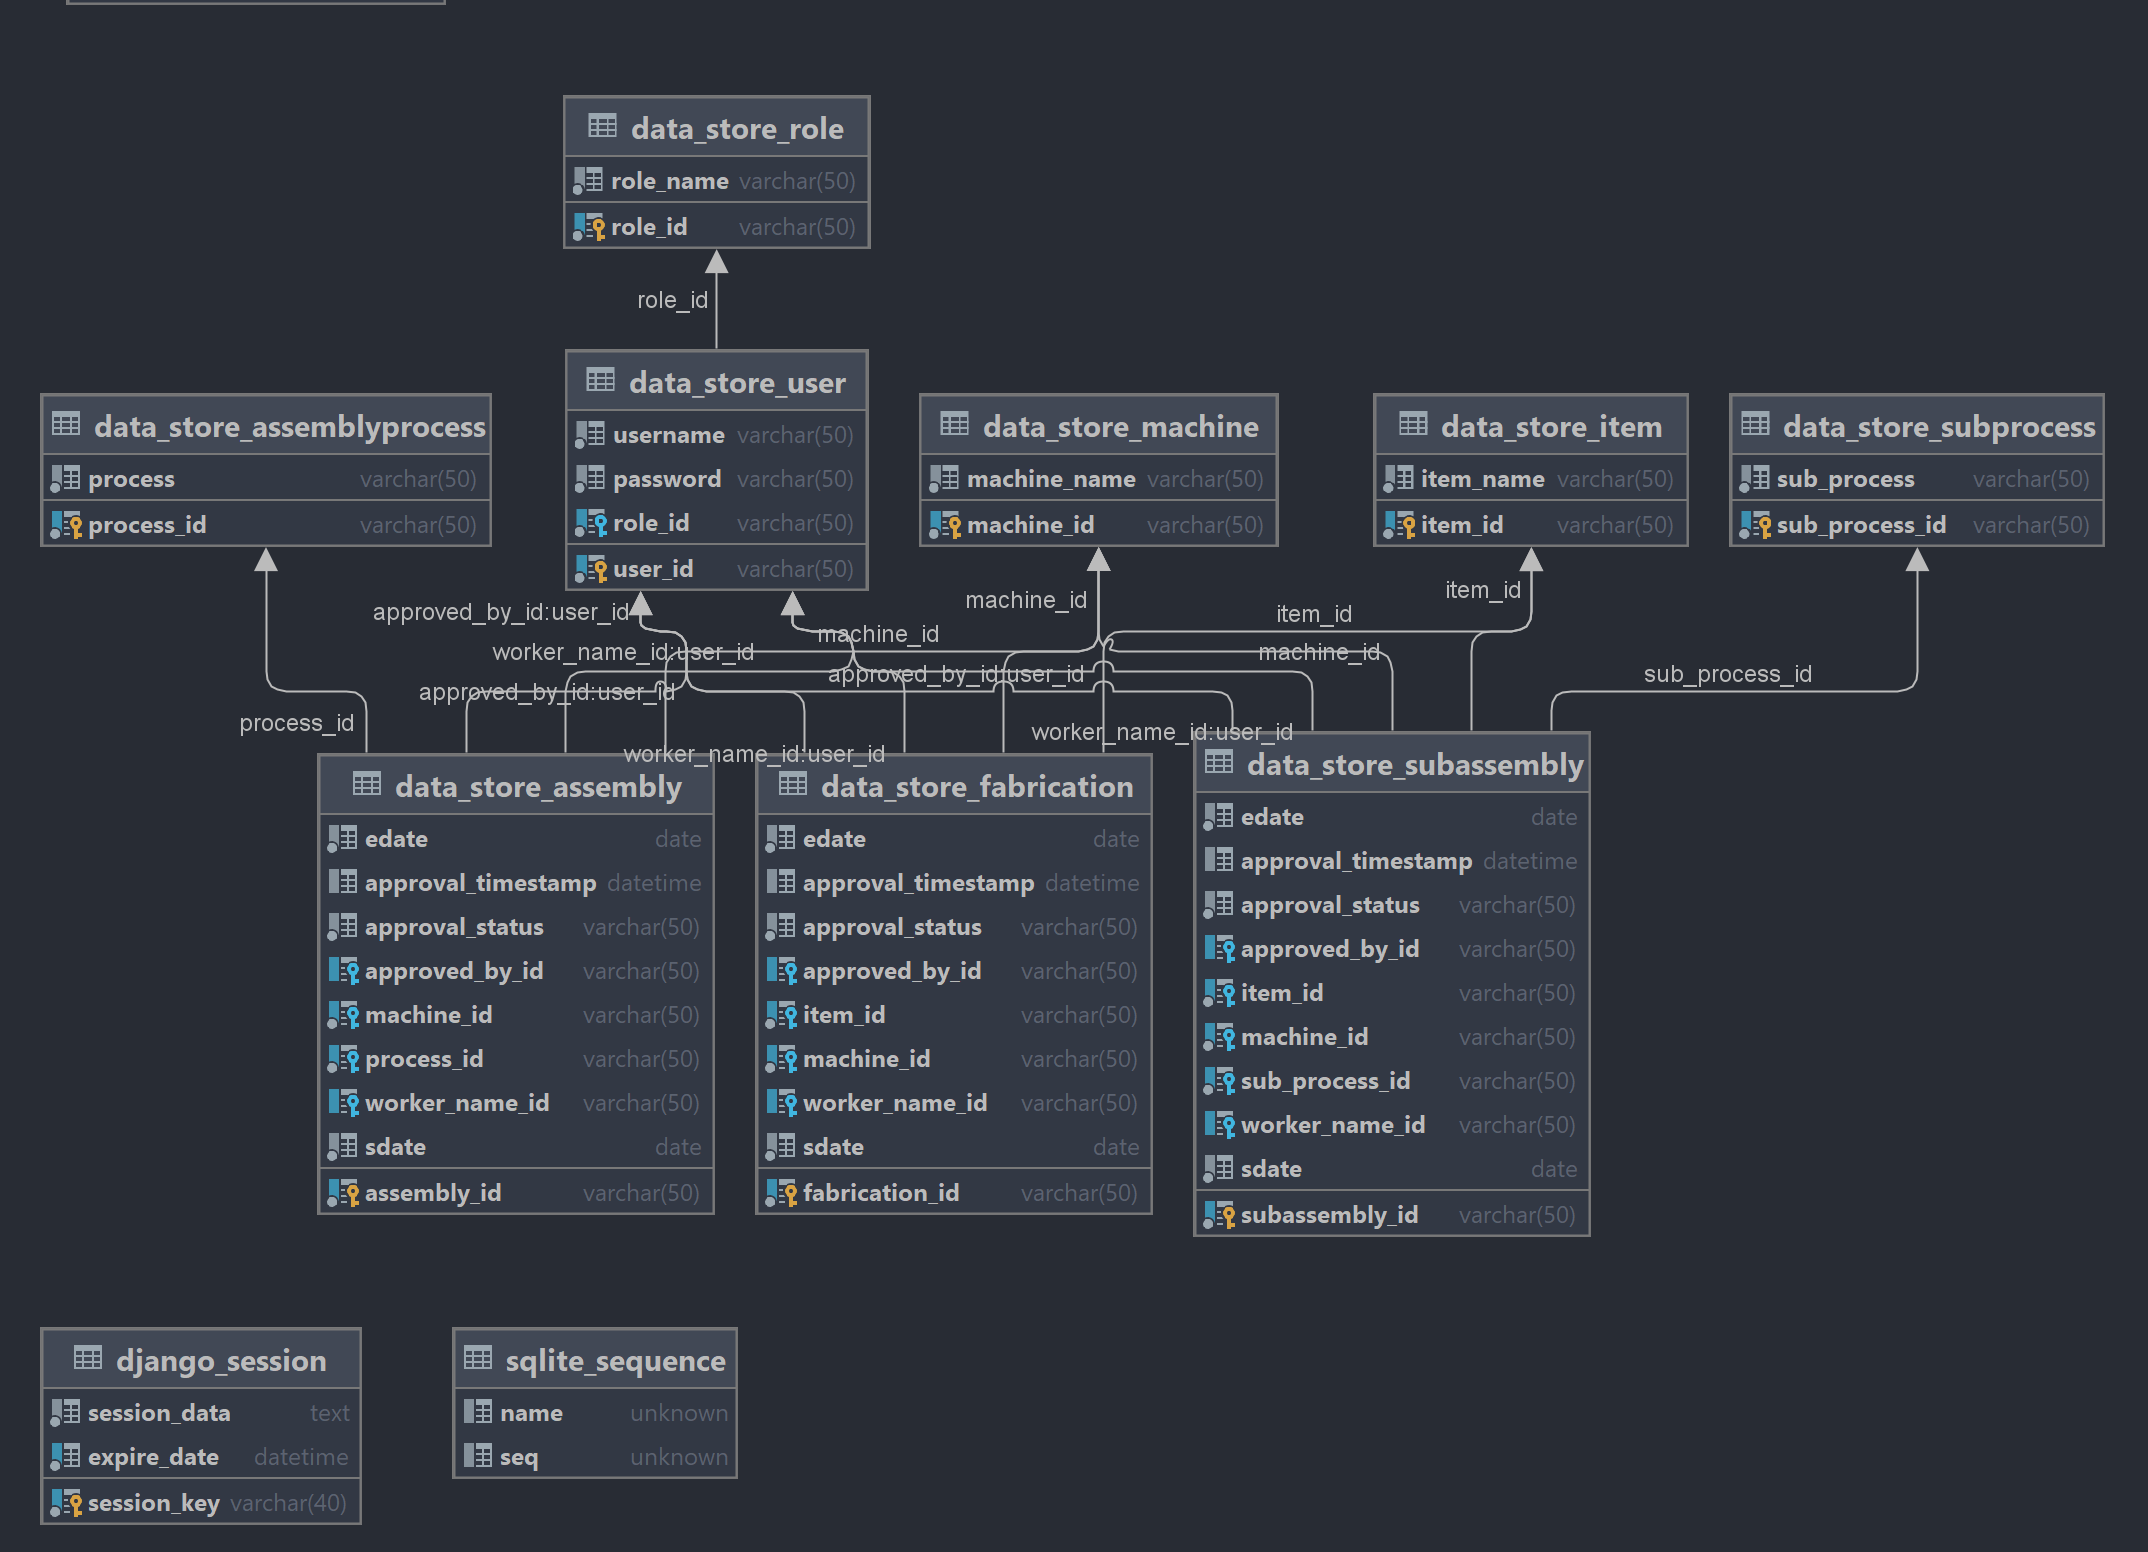 data_store_role
role_name varchar(50)
role_id varchar(50)
role_id
data_store_user
username varchar(50)
password varchar(50)
role_id varchar(50)
user_id varchar(50)
data_store_assemblyprocess
process varchar(50)
process_id varchar(50)
data_store_machine
machine_name varchar(50)
machine_id varchar(50)
data_store_item
item_name varchar(50)
item_id varchar(50)
data_store_subprocess
sub_process varchar(50)
sub_process_id varchar(50)
approved_by_id:user_id
machine_id
item_id
item_id
machine_id
worker_name_id:user_id
machine_id
approved_by_id:user_id
sub_process_id
approved_by_id:user_id
process_id
worker_name_id:user_id
worker_name_id:user_id
data_store_assembly
edate date
approval_timestamp datetime
approval_status varchar(50)
approved_by_id varchar(50)
machine_id varchar(50)
process_id varchar(50)
worker_name_id varchar(50)
sdate date
assembly_id varchar(50)
data_store_fabrication
edate date
approval_timestamp datetime
approval_status varchar(50)
approved_by_id varchar(50)
item_id varchar(50)
machine_id varchar(50)
worker_name_id varchar(50)
sdate date
fabrication_id varchar(50)
data_store_subassembly
edate date
approval_timestamp datetime
approval_status varchar(50)
approved_by_id varchar(50)
item_id varchar(50)
machine_id varchar(50)
sub_process_id varchar(50)
worker_name_id varchar(50)
sdate date
subassembly_id varchar(50)
django_session
session_data text
expire_date datetime
session_key varchar(40)
sqlite_sequence
name unknown
seq unknown